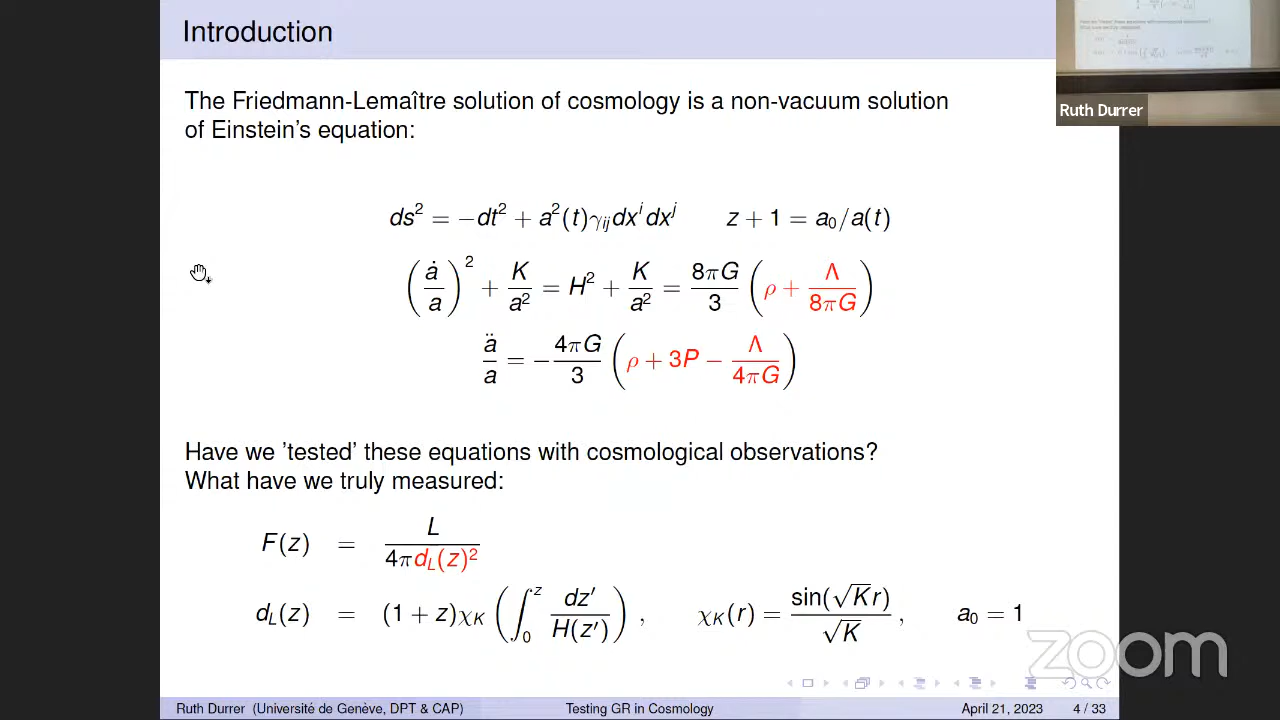 Introduction
Ruth Durrer
The Friedmann-Lemaître solution of cosmology is a non-vacuum solution
of Einstein's equation:
ds² = −dt² + a²(t)γᵢⱼdxⁱdxʲ z + 1 = a₀/a(t)
(ȧ/a)² + K/a² = H² + K/a² = 8πG/3 (ρ + Λ/8πG)
ä/a = −4πG/3 (ρ + 3P − Λ/4πG)
Have we 'tested' these equations with cosmological observations?
What have we truly measured:
F(z) = L/4πd_L(z)²
d_L(z) = (1 + z)χ_K (∫₀ᶻ dz′/H(z′)) , χ_K(r) = sin(√K r)/√K , a₀ = 1
zoom
Ruth Durrer (Université de Genève, DPT & CAP) Testing GR in Cosmology April 21, 2023 4 / 33